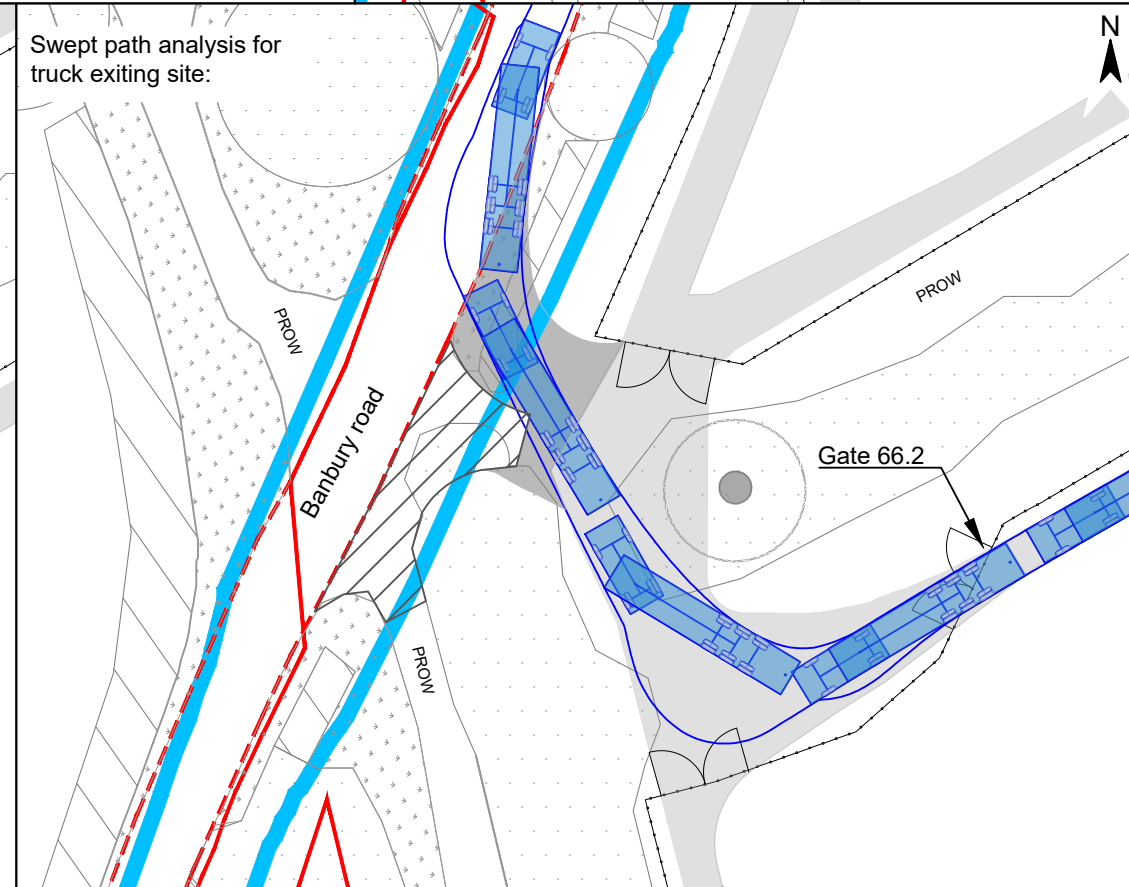 Swept path analysis for
truck exiting site:
N
PROW
PROW
Banbury road
Gate 66.2
PROW